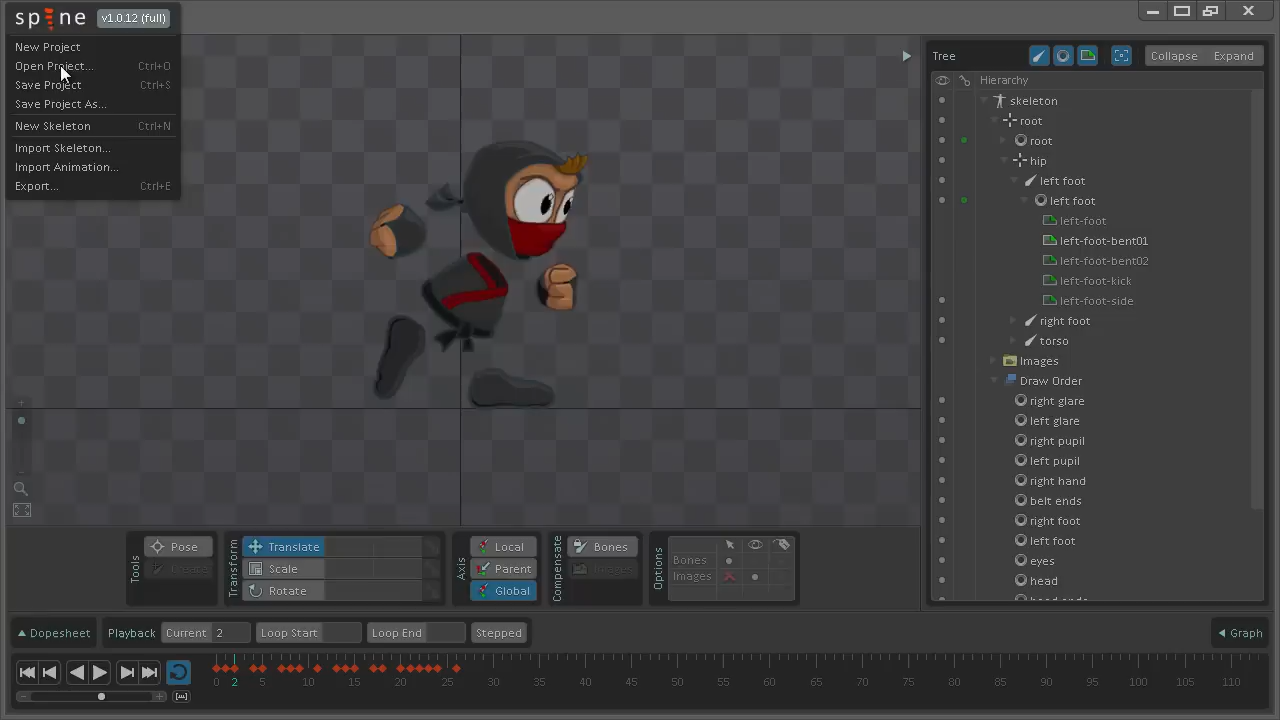 spine v1.0.12 (full)
New Project
Open Project... Ctrl+O
Save Project Ctrl+S
Save Project As...
New Skeleton Ctrl+N
Import Skeleton...
Import Animation...
Export... Ctrl+E
Tree Collapse Expand
Hierarchy
skeleton
root
root
hip
left foot
left foot
left-foot
left-foot-bent01
left-foot-bent02
left-foot-kick
left-foot-side
right foot
torso
Images
Draw Order
right glare
left glare
right pupil
left pupil
right hand
belt ends
right foot
left foot
eyes
head
head ends
Tools
Pose
Create
Transform
Translate
Scale
Rotate
Axis
Local
Parent
Global
Compensate
Bones
Images
Options
Bones
Images
Dopesheet Playback Current 2 Loop Start Loop End Stepped Graph
0 2 5 10 15 20 25 30 35 40 45 50 55 60 65 70 75 80 85 90 95 100 105 110